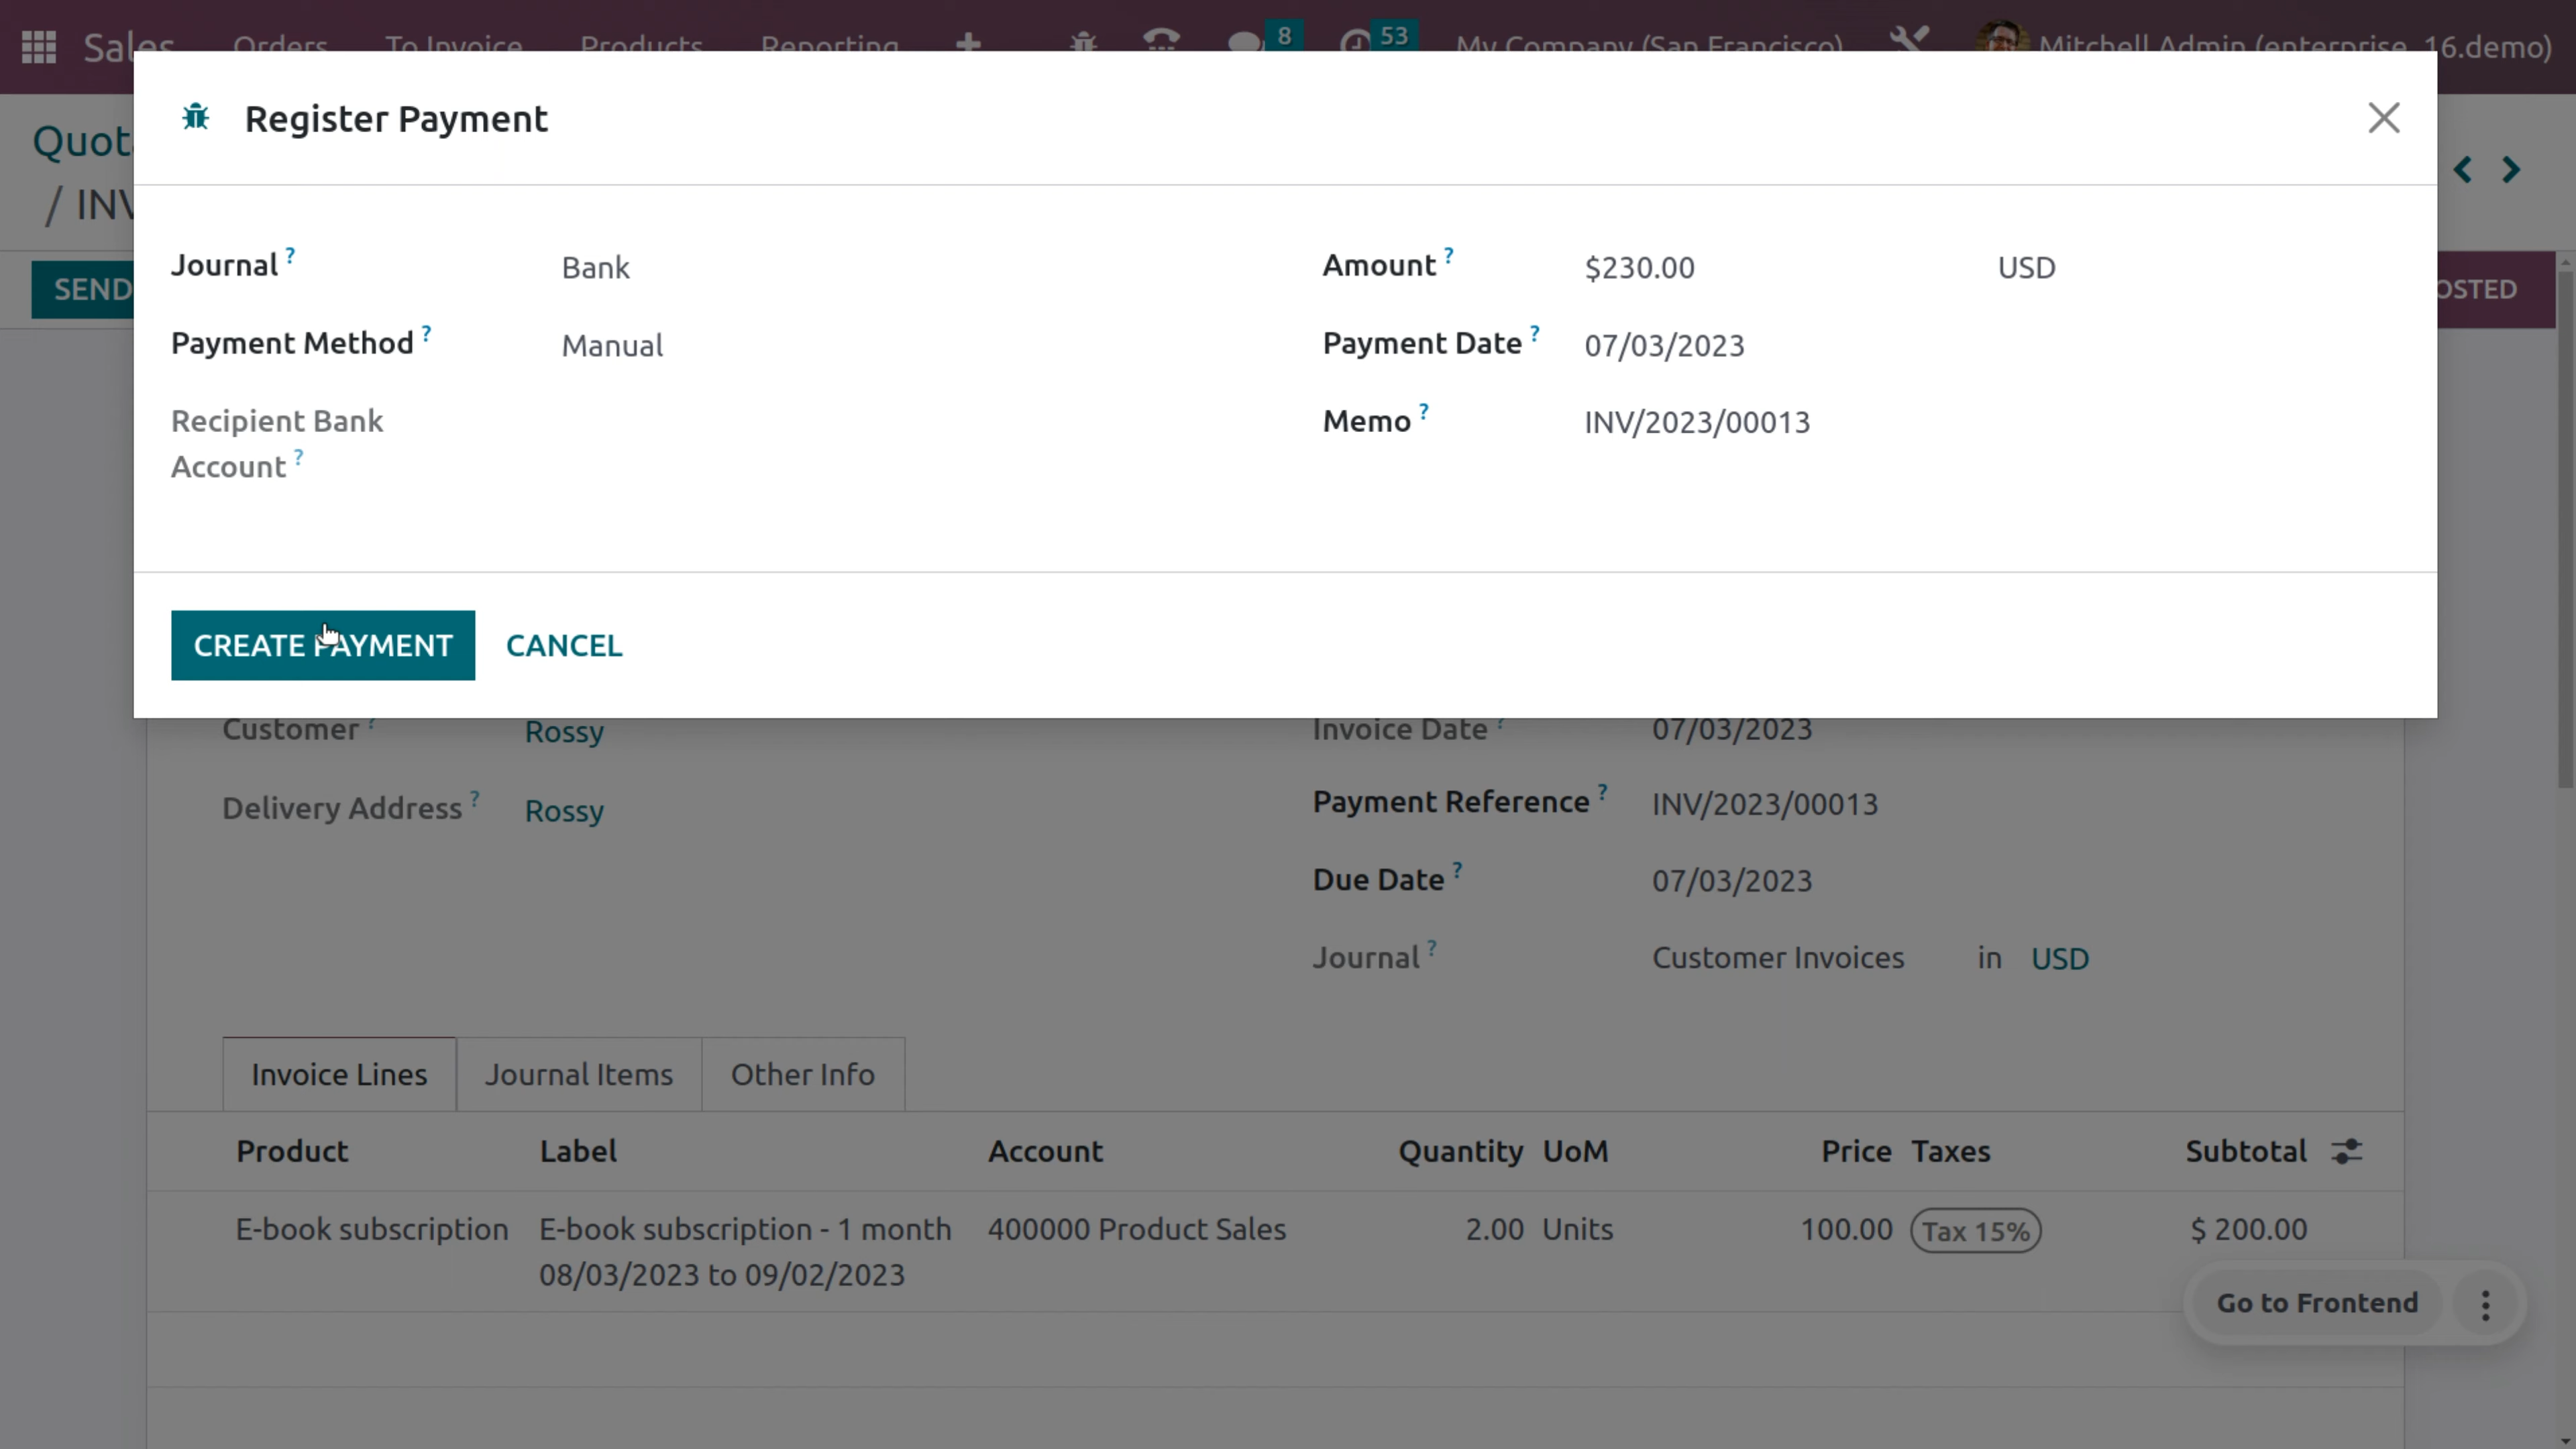 Sales Orders To Invoice Products Reporting 8 53 My Company (San Francisco) Mitchell Admin (enterprise_16.demo)
/ INV
SEND
OSTED
Register Payment
Journal ? Bank
Amount ? $230.00 USD
Payment Method ? Manual
Payment Date ? 07/03/2023
Recipient Bank
Account ?
Memo ? INV/2023/00013
CREATE PAYMENT CANCEL
Customer ? Rossy
Invoice Date ? 07/03/2023
Delivery Address ? Rossy
Payment Reference ? INV/2023/00013
Due Date ? 07/03/2023
Journal ? Customer Invoices in USD
Invoice Lines Journal Items Other Info
Product Label Account Quantity UoM Price Taxes Subtotal
E-book subscription E-book subscription - 1 month 400000 Product Sales 2.00 Units 100.00 Tax 15% $ 200.00
08/03/2023 to 09/02/2023
Go to Frontend